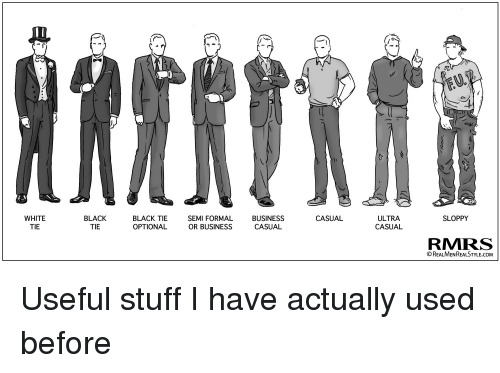 F.U.
WHITE TIE
BLACK TIE
BLACK TIE OPTIONAL
SEMI FORMAL OR BUSINESS
BUSINESS CASUAL
CASUAL
ULTRA CASUAL
SLOPPY
RMRS
© REALMENREALSTYLE.COM
Useful stuff I have actually used
before